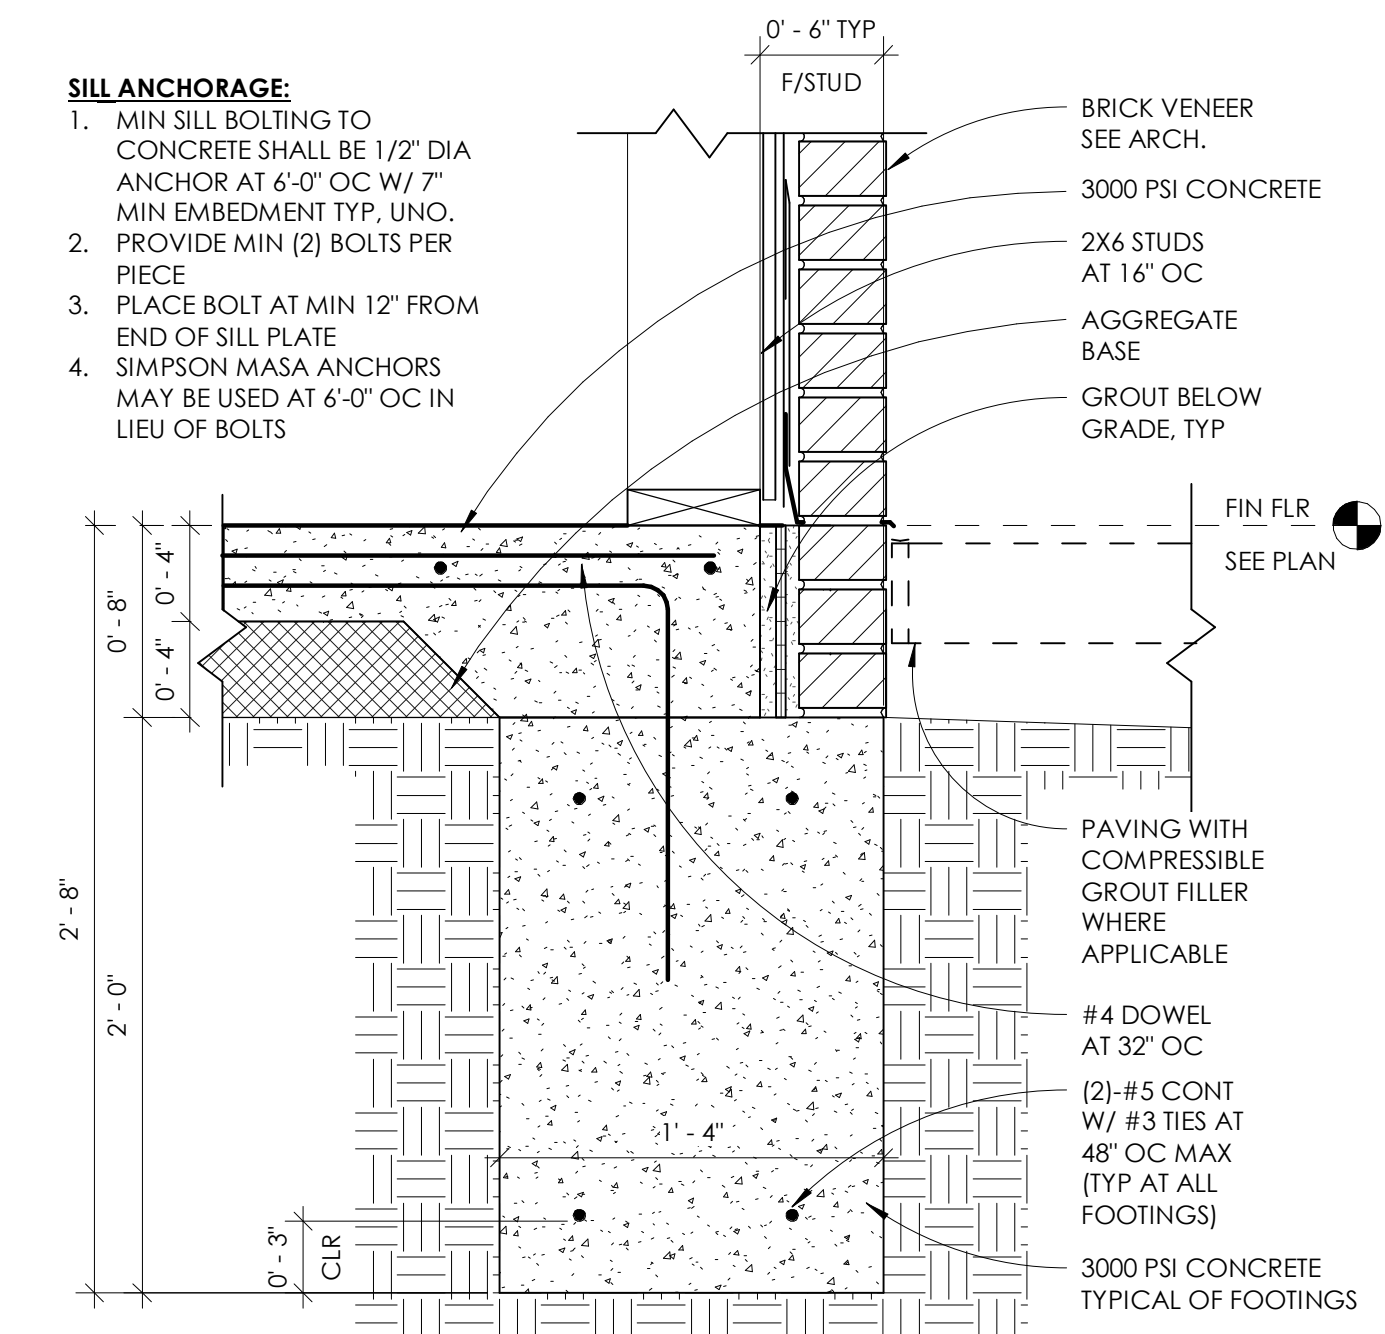 0' - 6" TYP
F/STUD
SILL ANCHORAGE:
1. MIN SILL BOLTING TO
CONCRETE SHALL BE 1/2" DIA
ANCHOR AT 6'-0" OC W/ 7"
MIN EMBEDMENT TYP, UNO.
2. PROVIDE MIN (2) BOLTS PER
PIECE
3. PLACE BOLT AT MIN 12" FROM
END OF SILL PLATE
4. SIMPSON MASA ANCHORS
MAY BE USED AT 6'-0" OC IN
LIEU OF BOLTS
BRICK VENEER
SEE ARCH.
3000 PSI CONCRETE
2X6 STUDS
AT 16" OC
AGGREGATE
BASE
GROUT BELOW
GRADE, TYP
FIN FLR
SEE PLAN
0' - 4"
0' - 8"
0' - 4"
2' - 8"
2' - 0"
PAVING WITH
COMPRESSIBLE
GROUT FILLER
WHERE
APPLICABLE
#4 DOWEL
AT 32" OC
(2)-#5 CONT
W/ #3 TIES AT
48" OC MAX
(TYP AT ALL
FOOTINGS)
1' - 4"
0' - 3"
CLR
3000 PSI CONCRETE
TYPICAL OF FOOTINGS